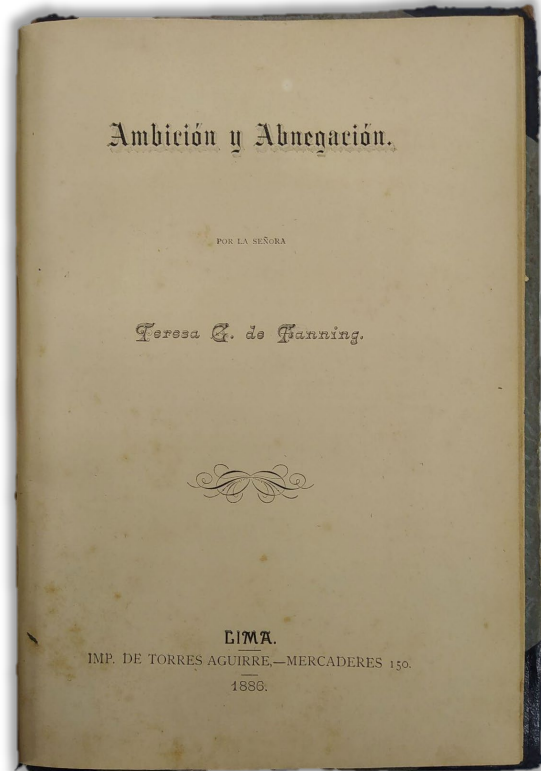 Ambición y Abnegación.
POR LA SEÑORA
Teresa G. de Fanning.
LIMA.
IMP. DE TORRES AGUIRRE,—MERCADERES 150.
1886.